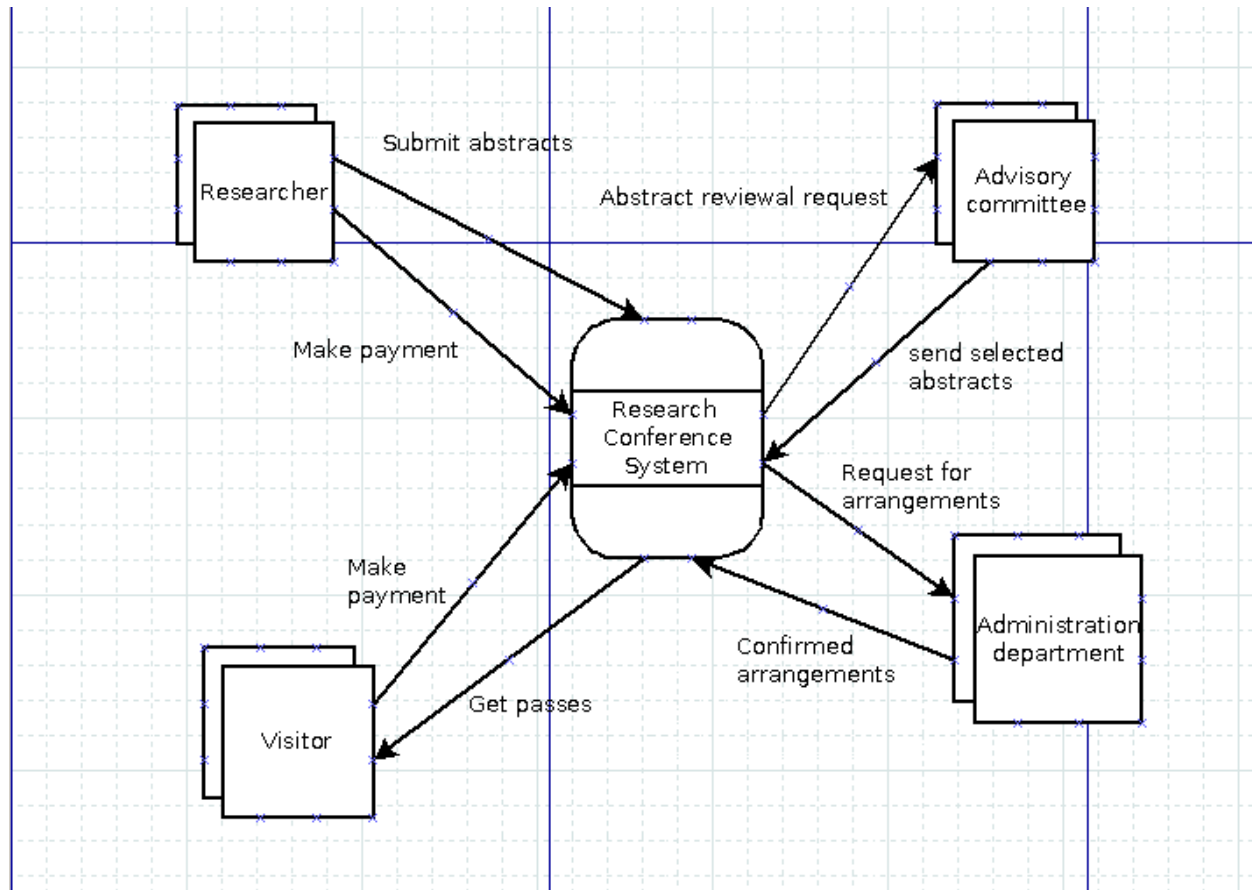 Submit abstracts
Researcher
Advisory
committee
Abstract reviewal request
Make payment
send selected
abstracts
Research
Conference
System
Request for
arrangements
Make
payment
Administration
department
Confirmed
arrangements
Get passes
Visitor